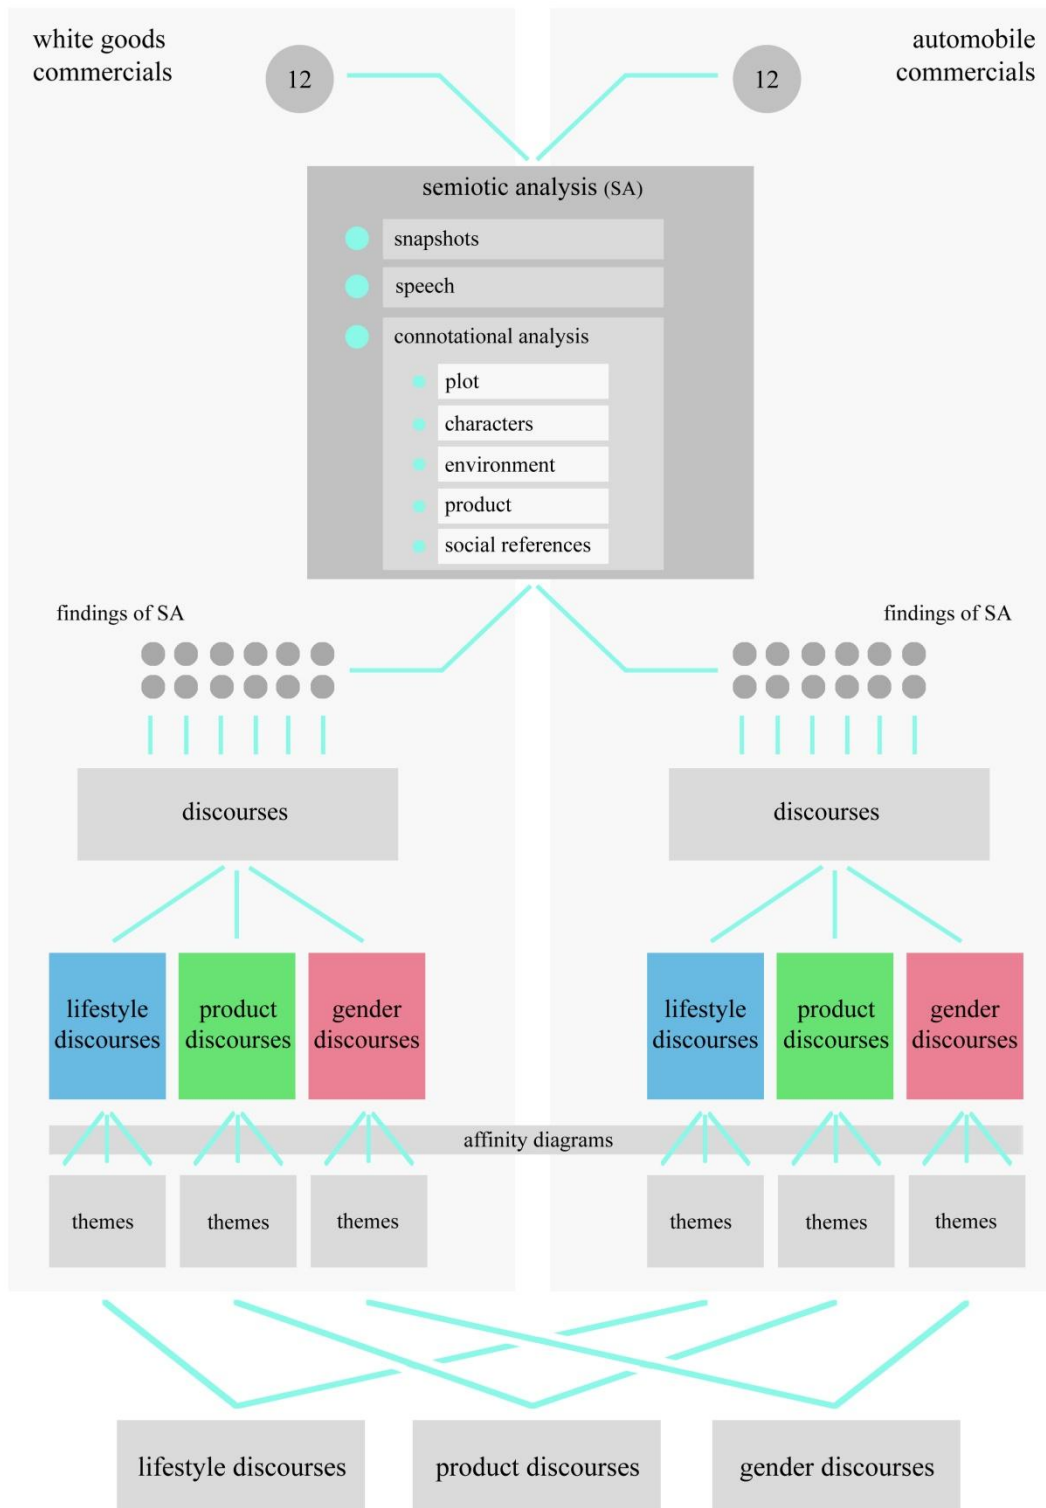 white goods
commercials
12
12
automobile
commercials
semiotic analysis (SA)
snapshots
speech
connotational analysis
plot
characters
environment
product
social references
findings of SA
findings of SA
discourses
discourses
lifestyle
discourses
product
discourses
gender
discourses
lifestyle
discourses
product
discourses
gender
discourses
affinity diagrams
themes
themes
themes
themes
themes
themes
lifestyle discourses
product discourses
gender discourses